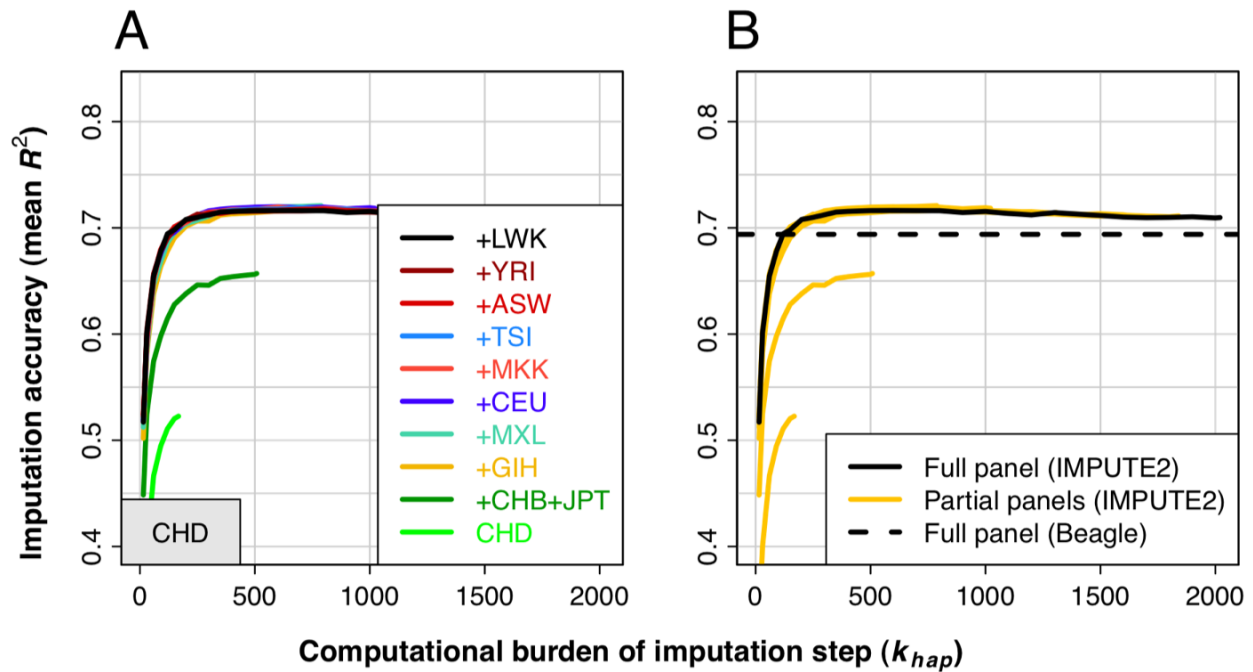 A
B
Imputation accuracy (mean R²)
0.8
0.7
0.6
0.5
0.4
0.8
0.7
0.6
0.5
0.4
+LWK
+YRI
+ASW
+TSI
+MKK
+CEU
+MXL
+GIH
+CHB+JPT
CHD
CHD
Full panel (IMPUTE2)
Partial panels (IMPUTE2)
Full panel (Beagle)
0 500 1000 1500 2000
0 500 1000 1500 2000
Computational burden of imputation step (k_hap)